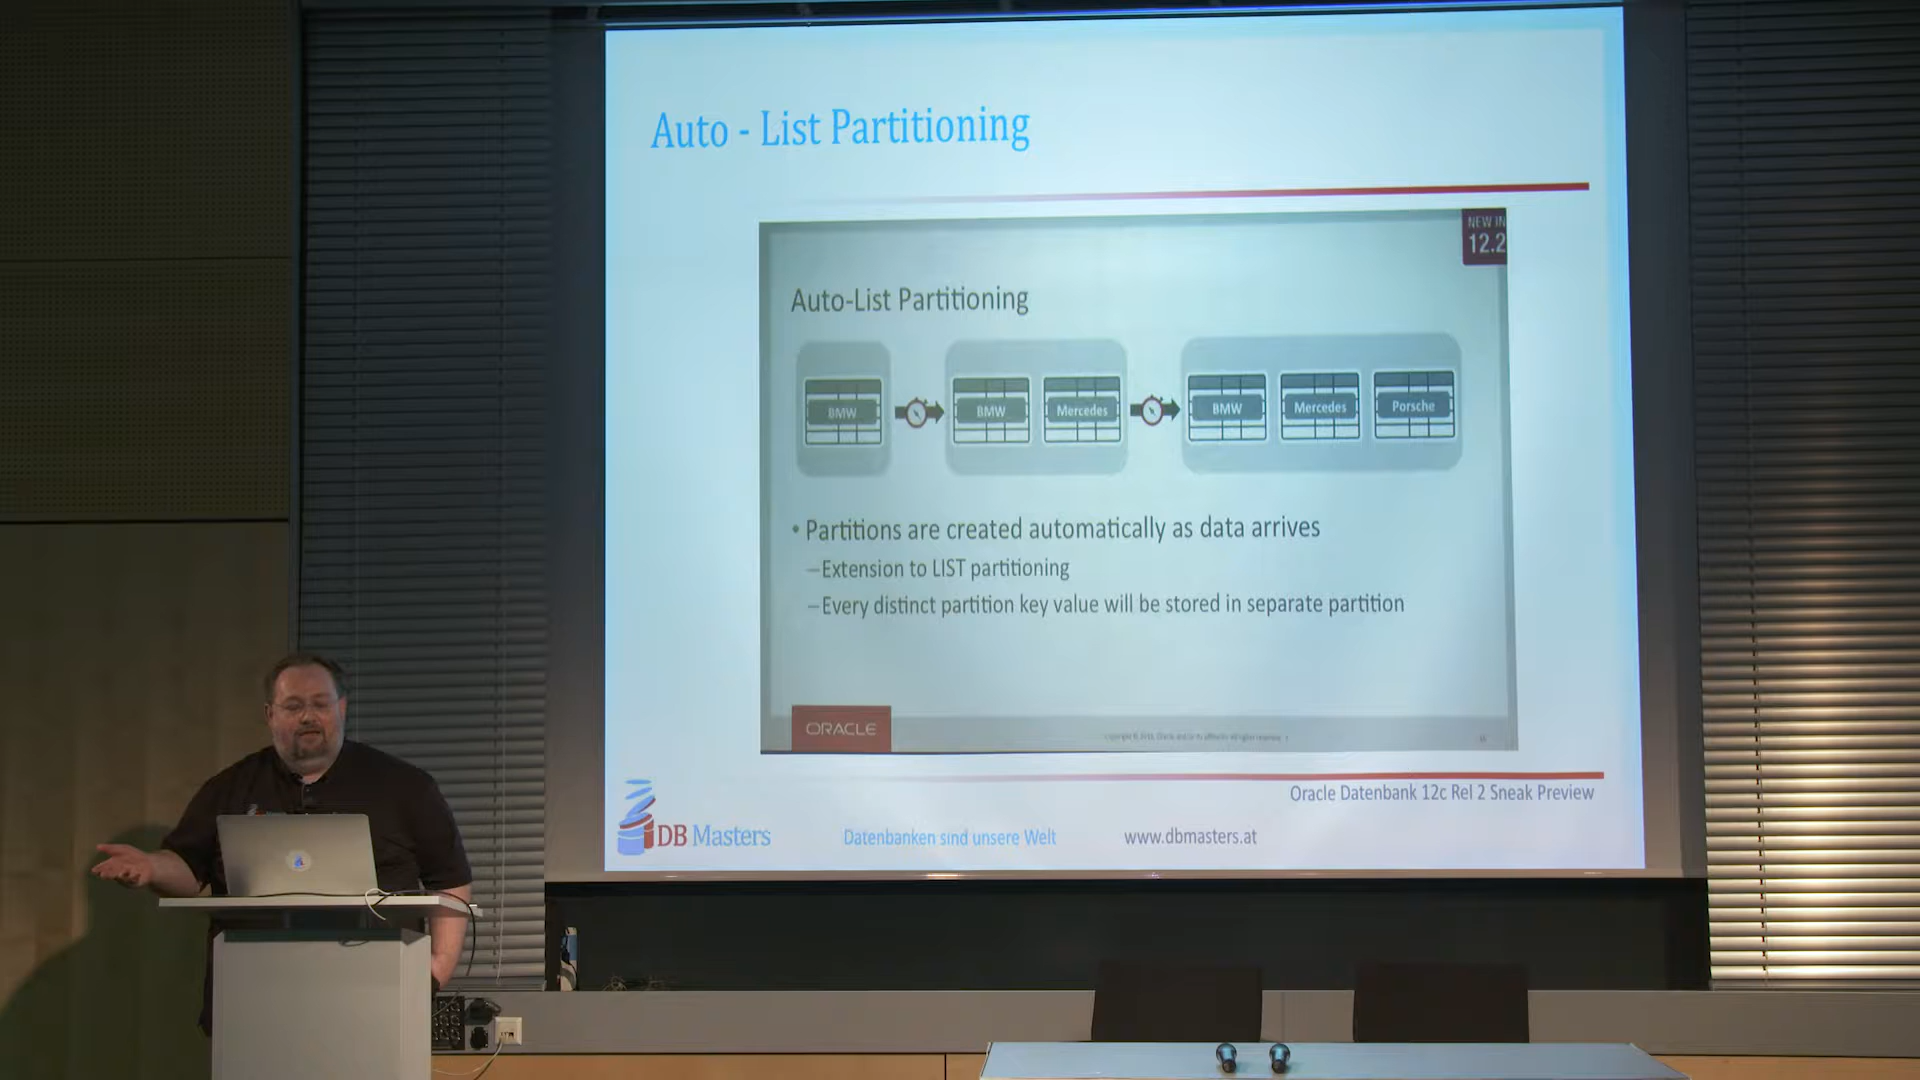 Auto - List Partitioning
NEW IN
12.2
Auto-List Partitioning
BMW
BMW
Mercedes
BMW
Mercedes
Porsche
• Partitions are created automatically as data arrives
–Extension to LIST partitioning
–Every distinct partition key value will be stored in separate partition
ORACLE
Oracle Datenbank 12c Rel 2 Sneak Preview
DB Masters
Datenbanken sind unsere Welt
www.dbmasters.at